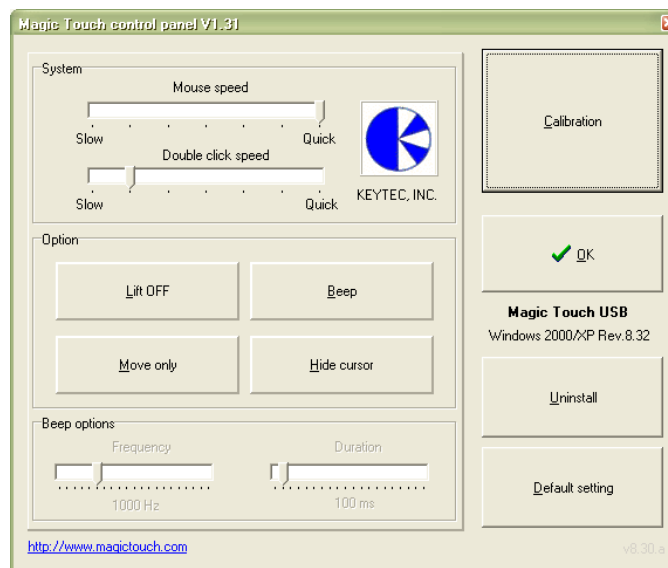 Magic Touch control panel V1.31
System
Mouse speed
Slow
Quick
Double click speed
Slow
Quick
KEYTEC, INC.
Option
Lift OFF
Beep
Move only
Hide cursor
Beep options
Frequency
Duration
1000 Hz
100 ms
http://www.magictouch.com
Calibration
OK
Magic Touch USB
Windows 2000/XP Rev.8.32
Uninstall
Default setting
v8.30.a